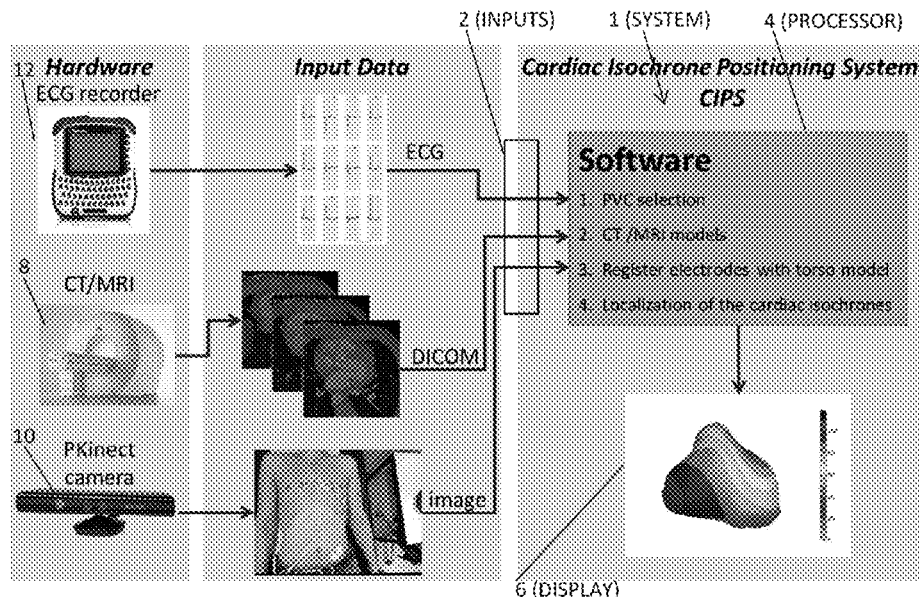 2 (INPUTS)
1 (SYSTEM)
4 (PROCESSOR)
Hardware
Input Data
Cardiac Isochrone Positioning System
CIPS
12
ECG recorder
ECG
Software
1. PVC selection
2. CT/MRI models
3. Register electrodes with torso model
4. Localization of the cardiac isochrones
8
CT/MRI
DICOM
10
PKinect
camera
image
6 (DISPLAY)